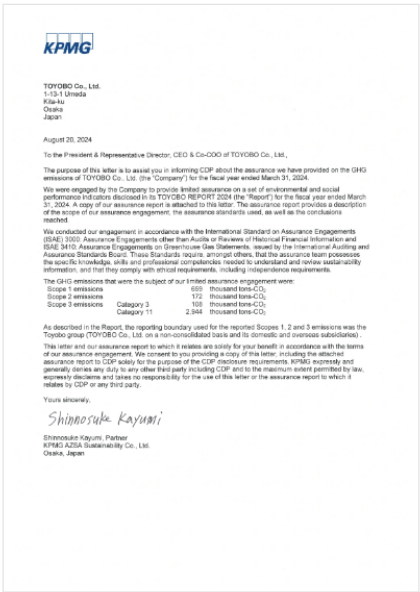 KPMG
TOYOBO Co., Ltd.
1-13-1 Umeda
Kita-ku
Osaka
Japan
August 20, 2024
To the President & Representative Director, CEO & Co-COO of TOYOBO Co., Ltd.,
The purpose of this letter is to assist you in informing CDP about the assurance we have provided on the GHG
emissions of TOYOBO Co., Ltd. (the "Company") for the fiscal year ended March 31, 2024.
We were engaged by the Company to provide limited assurance on a set of environmental and social
performance indicators disclosed in its TOYOBO REPORT 2024 (the "Report") for the fiscal year ended March
31, 2024. A copy of our assurance report is attached to this letter. The assurance report provides a description
of the scope of our assurance engagement, the assurance standards used, as well as the conclusions
reached.
We conducted our engagement in accordance with the International Standard on Assurance Engagements
(ISAE) 3000: Assurance Engagements other than Audits or Reviews of Historical Financial Information and
ISAE 3410: Assurance Engagements on Greenhouse Gas Statements, issued by the International Auditing and
Assurance Standards Board. These Standards require, amongst others, that the assurance team possesses
the specific knowledge, skills and professional competencies needed to understand and review sustainability
information, and that they comply with ethical requirements, including independence requirements.
The GHG emissions that were the subject of our limited assurance engagement were:
Scope 1 emissions 659 thousand tons-CO₂
Scope 2 emissions 172 thousand tons-CO₂
Scope 3 emissions Category 3 168 thousand tons-CO₂
Category 11 2,944 thousand tons-CO₂
As described in the Report, the reporting boundary used for the reported Scopes 1, 2 and 3 emissions was the
Toyobo group (TOYOBO Co., Ltd. on a non-consolidated basis and its domestic and overseas subsidiaries) .
This letter and our assurance report to which it relates are solely for your benefit in accordance with the terms
of our assurance engagement. We consent to you providing a copy of this letter, including the attached
assurance report to CDP solely for the purpose of the CDP disclosure requirements. KPMG expressly and
generally denies any duty to any other third party including CDP and to the maximum extent permitted by law,
expressly disclaims and takes no responsibility for the use of this letter or the assurance report to which it
relates by CDP or any third party.
Yours sincerely,
Shinnosuke Kayumi
Shinnosuke Kayumi, Partner
KPMG AZSA Sustainability Co., Ltd.
Osaka, Japan